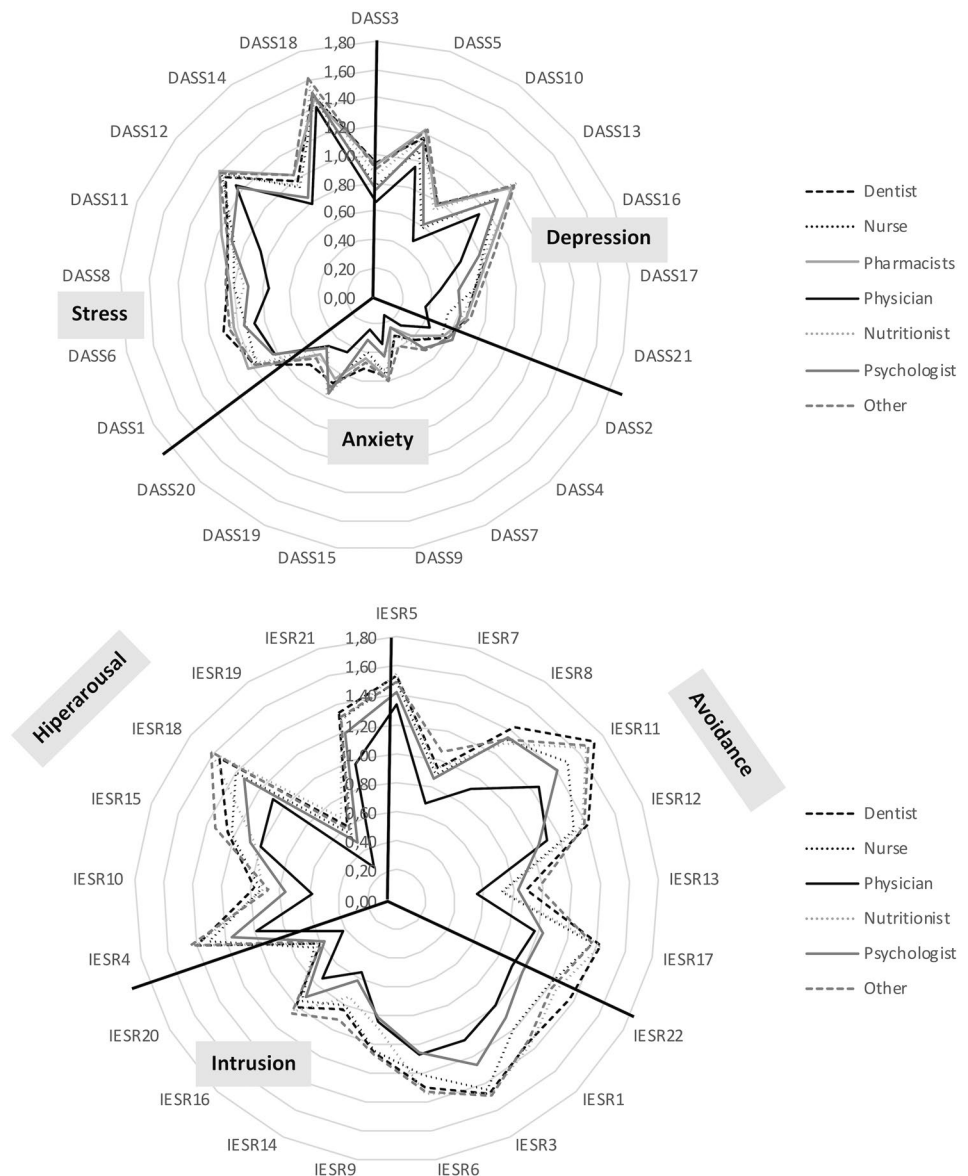 DASS3
DASS5
DASS10
DASS13
DASS16
DASS17
DASS21
DASS2
DASS4
DASS7
DASS9
DASS15
DASS19
DASS20
DASS1
DASS6
DASS8
DASS11
DASS12
DASS14
DASS18
1,80
1,60
1,40
1,20
1,00
0,80
0,60
0,40
0,20
0,00
Depression
Anxiety
Stress
Dentist
Nurse
Pharmacists
Physician
Nutritionist
Psychologist
Other
IESR5
IESR7
IESR8
IESR11
IESR12
IESR13
IESR17
IESR22
IESR1
IESR3
IESR6
IESR9
IESR14
IESR16
IESR20
IESR4
IESR10
IESR15
IESR18
IESR19
IESR21
1,80
1,60
1,40
1,20
1,00
0,80
0,60
0,40
0,20
0,00
Hiperarousal
Avoidance
Intrusion
Dentist
Nurse
Physician
Nutritionist
Psychologist
Other